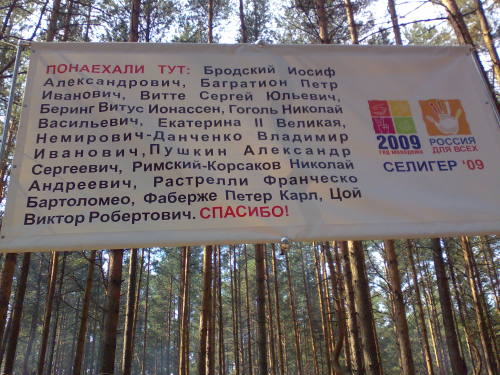 ПОНАЕХАЛИ ТУТ: Бродский Иосиф
Александрович, Багратион Петр
Иванович, Витте Сергей Юльевич,
Беринг Витус Ионассен, Гоголь Николай
Васильевич, Екатерина II Великая,
Немирович-Данченко Владимир
Иванович, Пушкин Александр
Сергеевич, Римский-Корсаков Николай
Андреевич, Растрелли Франческо
Бартоломео, Фаберже Петер Карл, Цой
Виктор Робертович. СПАСИБО!
2009
ГОД МОЛОДЕЖИ
РОССИЯ
ДЛЯ ВСЕХ
СЕЛИГЕР '09